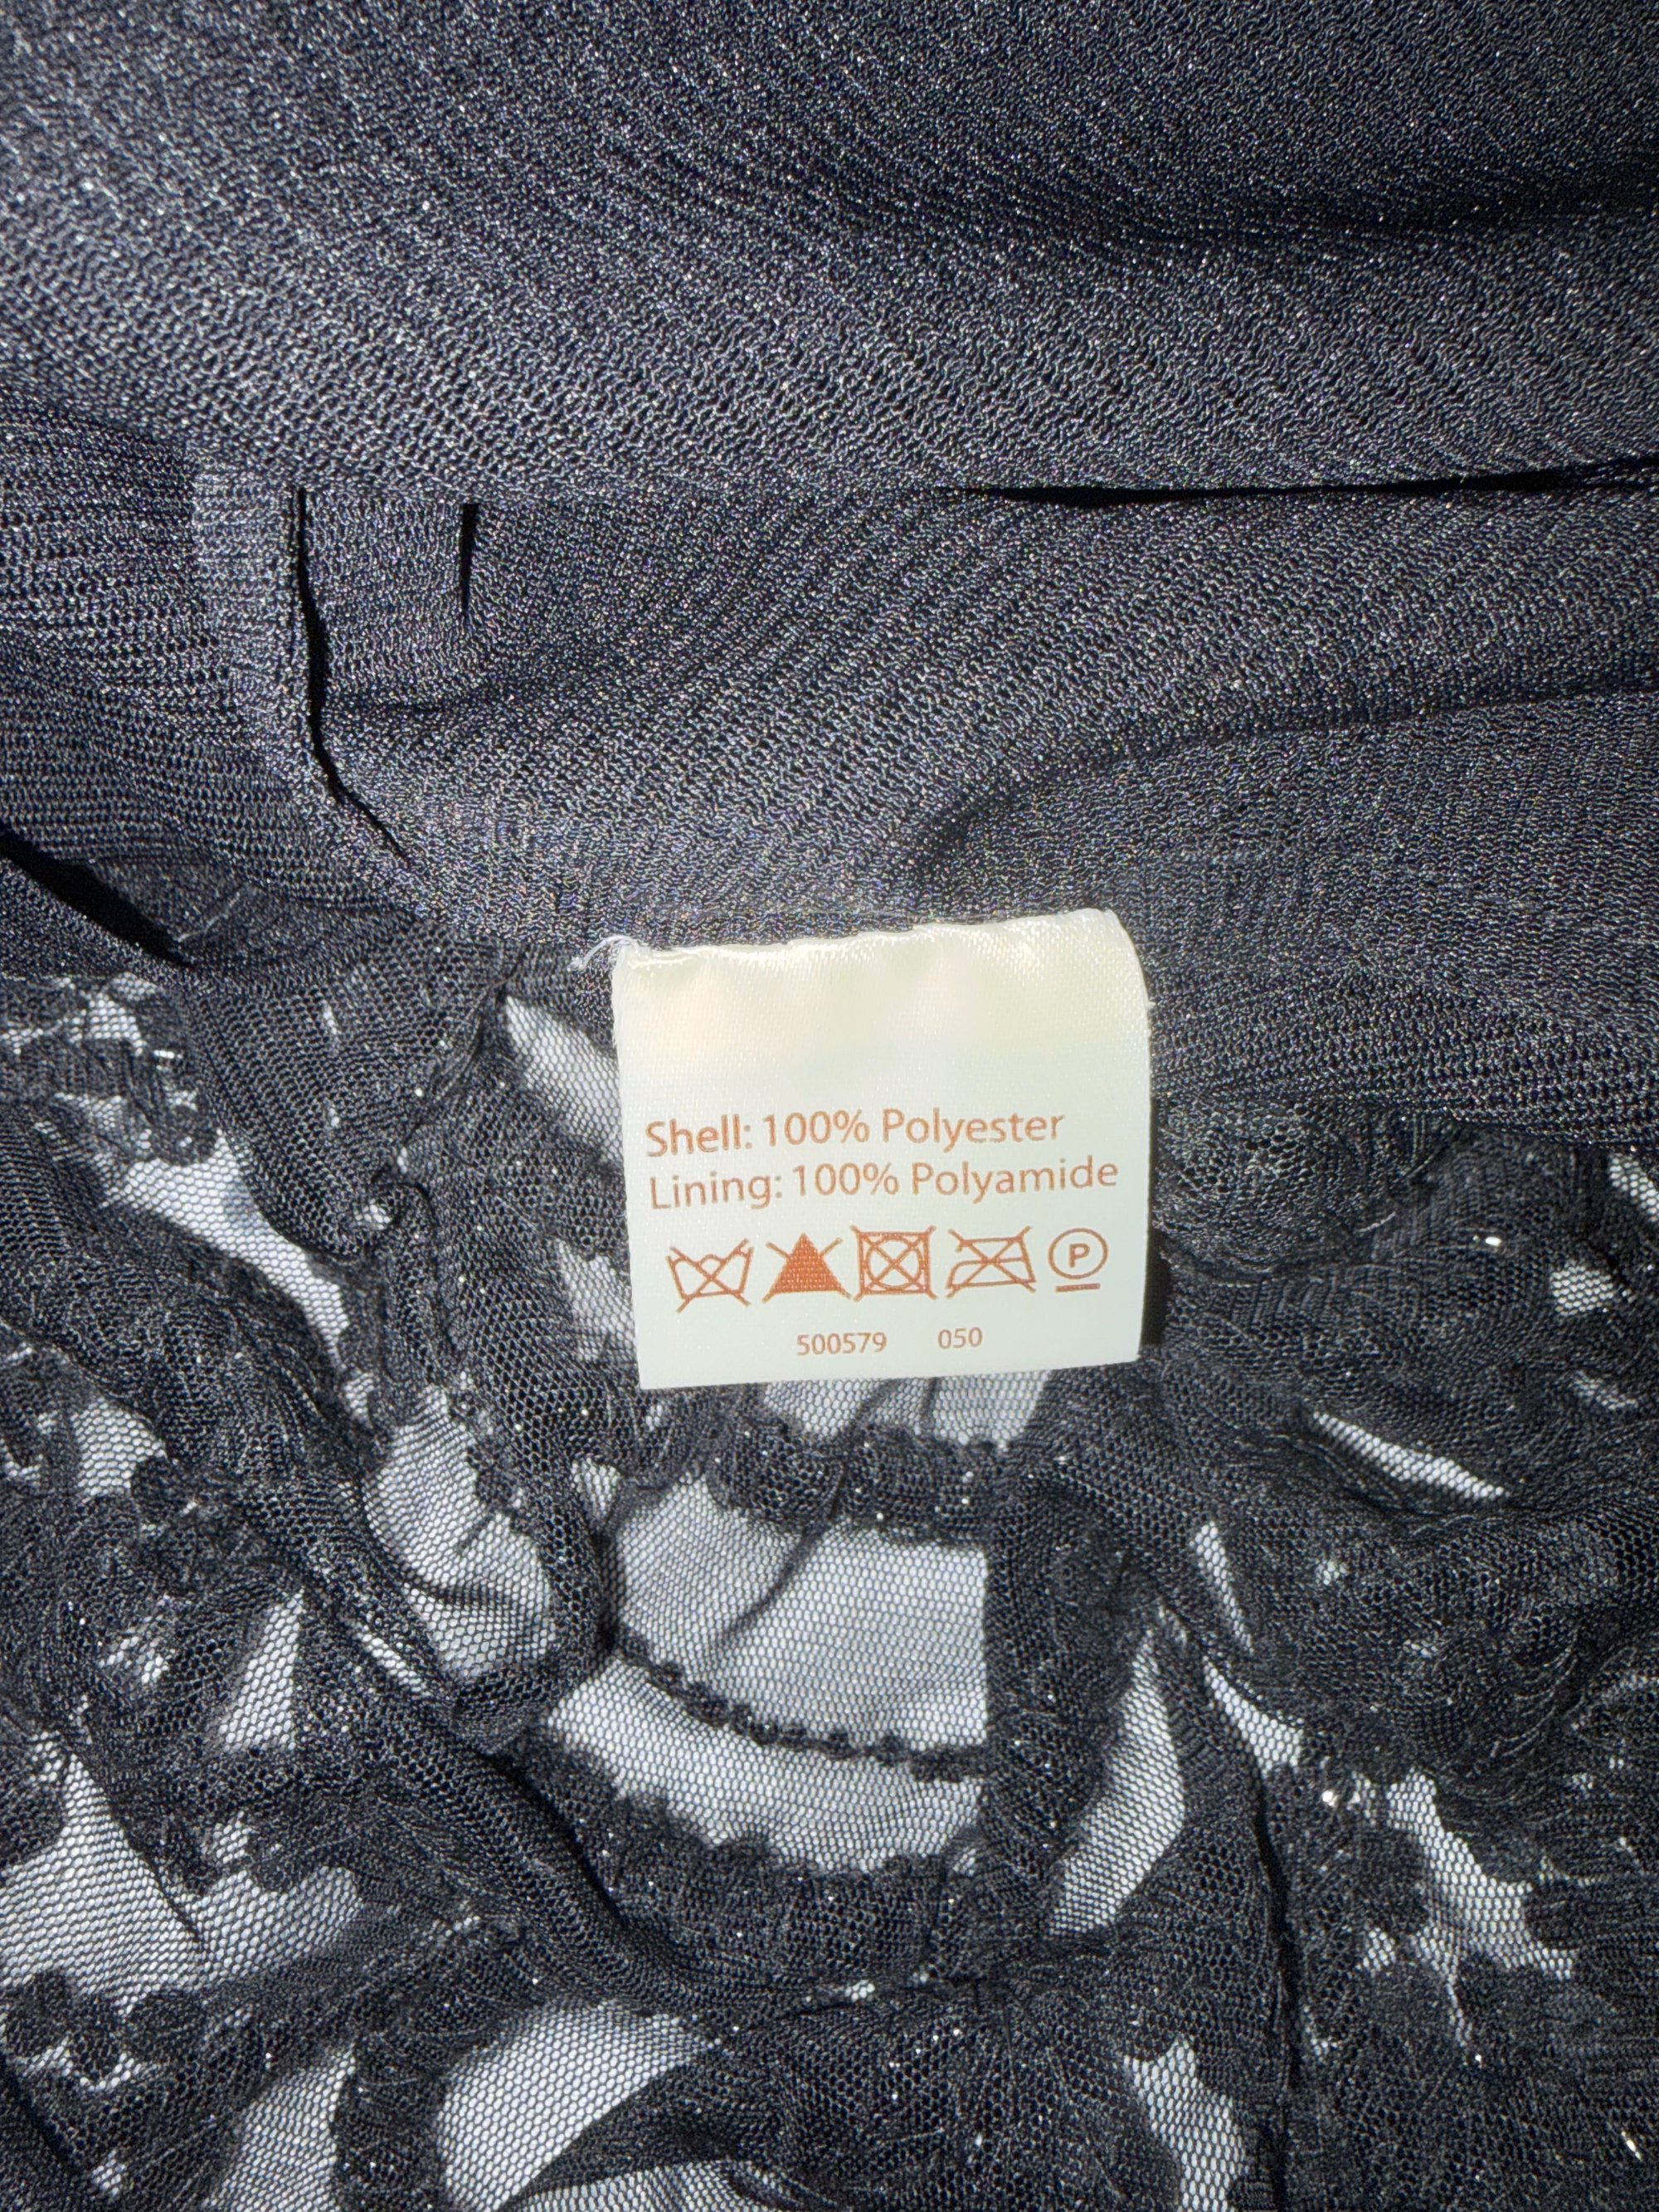 Shell: 100% Polyester
Lining: 100% Polyamide
P
500579 050